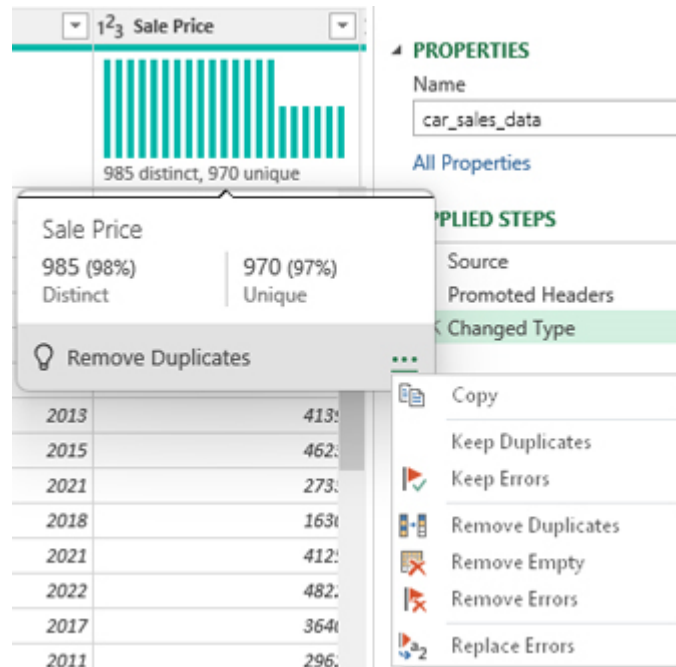 1²3 Sale Price
985 distinct, 970 unique
Sale Price
985 (98%)
Distinct
970 (97%)
Unique
Remove Duplicates
...
2013
2015
2021
2018
2021
2022
2017
2011
PROPERTIES
Name
car_sales_data
All Properties
APPLIED STEPS
Source
Promoted Headers
Changed Type
Copy
Keep Duplicates
Keep Errors
Remove Duplicates
Remove Empty
Remove Errors
Replace Errors